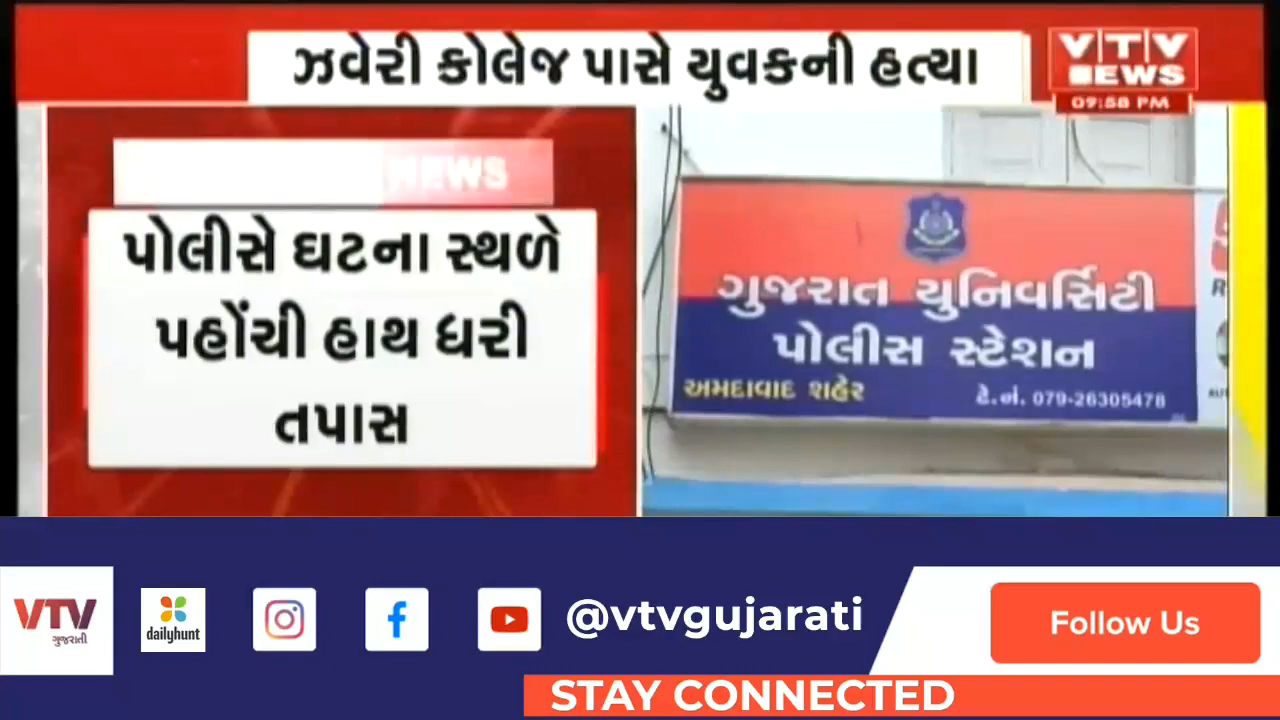 ઝવેરી કોલેજ પાસે યુવકની હત્યા
VTV
NEWS
09:58 PM
NEWS
પોલીસે ઘટના સ્થળે
પહોંચી હાથ ધરી
તપાસ
ગુજરાત યુનિવર્સિટી
પોલીસ સ્ટેશન
અમદાવાદ શહેર
ટે.નં. 079-26305478
VTV
ગુજરાતી
dailyhunt
@vtvgujarati
Follow Us
STAY CONNECTED